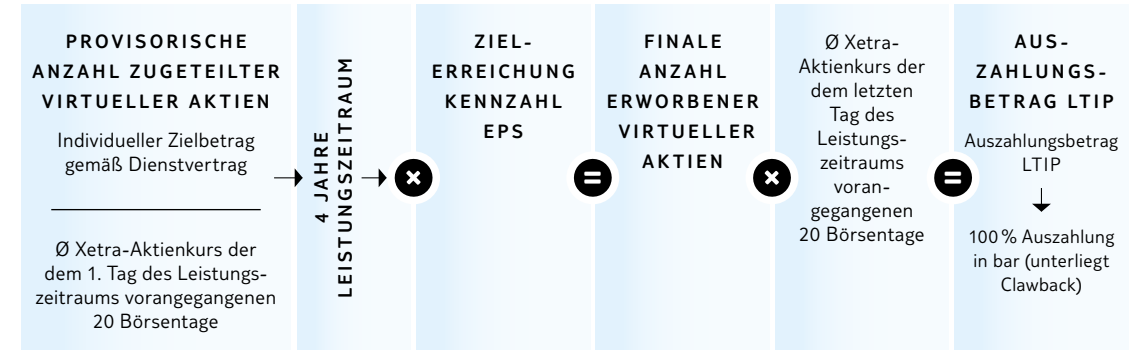 PROVISORISCHE
ANZAHL ZUGETEILTER
VIRTUELLER AKTIEN
Individueller Zielbetrag
gemäß Dienstvertrag
Ø Xetra-Aktienkurs der
dem 1. Tag des Leistungs-
zeitraums vorangegangenen
20 Börsentage
4 JAHRE
LEISTUNGSZEITRAUM
×
ZIEL-
ERREICHUNG
KENNZAHL
EPS
=
FINALE
ANZAHL
ERWORBENER
VIRTUELLER
AKTIEN
×
Ø Xetra-
Aktienkurs der
dem letzten
Tag des
Leistungs-
zeitraums
voran-
gegangenen
20 Börsentage
=
AUS-
ZAHLUNGS-
BETRAG LTIP
Auszahlungsbetrag
LTIP
100 % Auszahlung
in bar (unterliegt
Clawback)